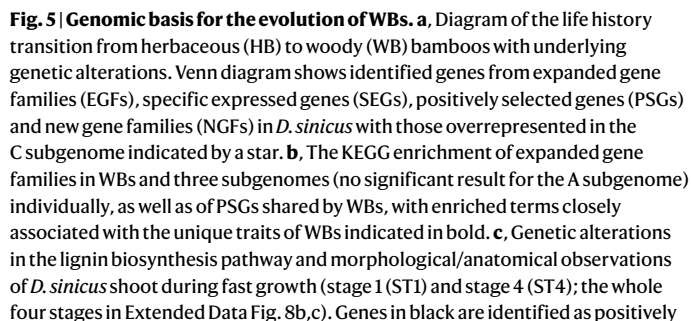 Fig. 5 | Genomic basis for the evolution of WBs. a, Diagram of the life history
transition from herbaceous (HB) to woody (WB) bamboos with underlying
genetic alterations. Venn diagram shows identified genes from expanded gene
families (EGFs), specific expressed genes (SEGs), positively selected genes (PSGs)
and new gene families (NGFs) in D. sinicus with those overrepresented in the
C subgenome indicated by a star. b, The KEGG enrichment of expanded gene
families in WBs and three subgenomes (no significant result for the A subgenome)
individually, as well as of PSGs shared by WBs, with enriched terms closely
associated with the unique traits of WBs indicated in bold. c, Genetic alterations
in the lignin biosynthesis pathway and morphological/anatomical observations
of D. sinicus shoot during fast growth (stage 1 (ST1) and stage 4 (ST4); the whole
four stages in Extended Data Fig. 8b,c). Genes in black are identified as positively